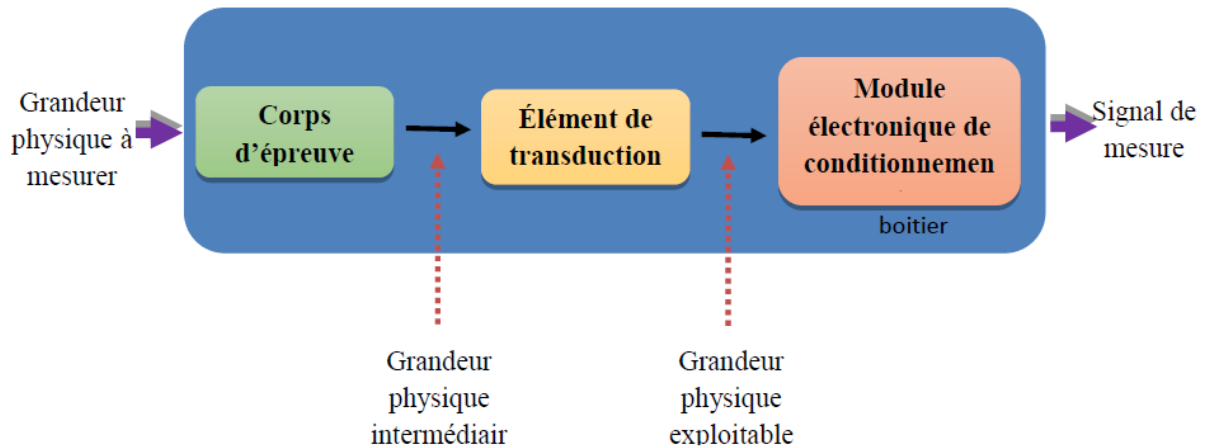 Grandeur
physique à
mesurer
Corps
d’épreuve
Élément de
transduction
Module
électronique de
conditionnemen
boitier
Signal de
mesure
Grandeur
physique
intermédiair
Grandeur
physique
exploitable